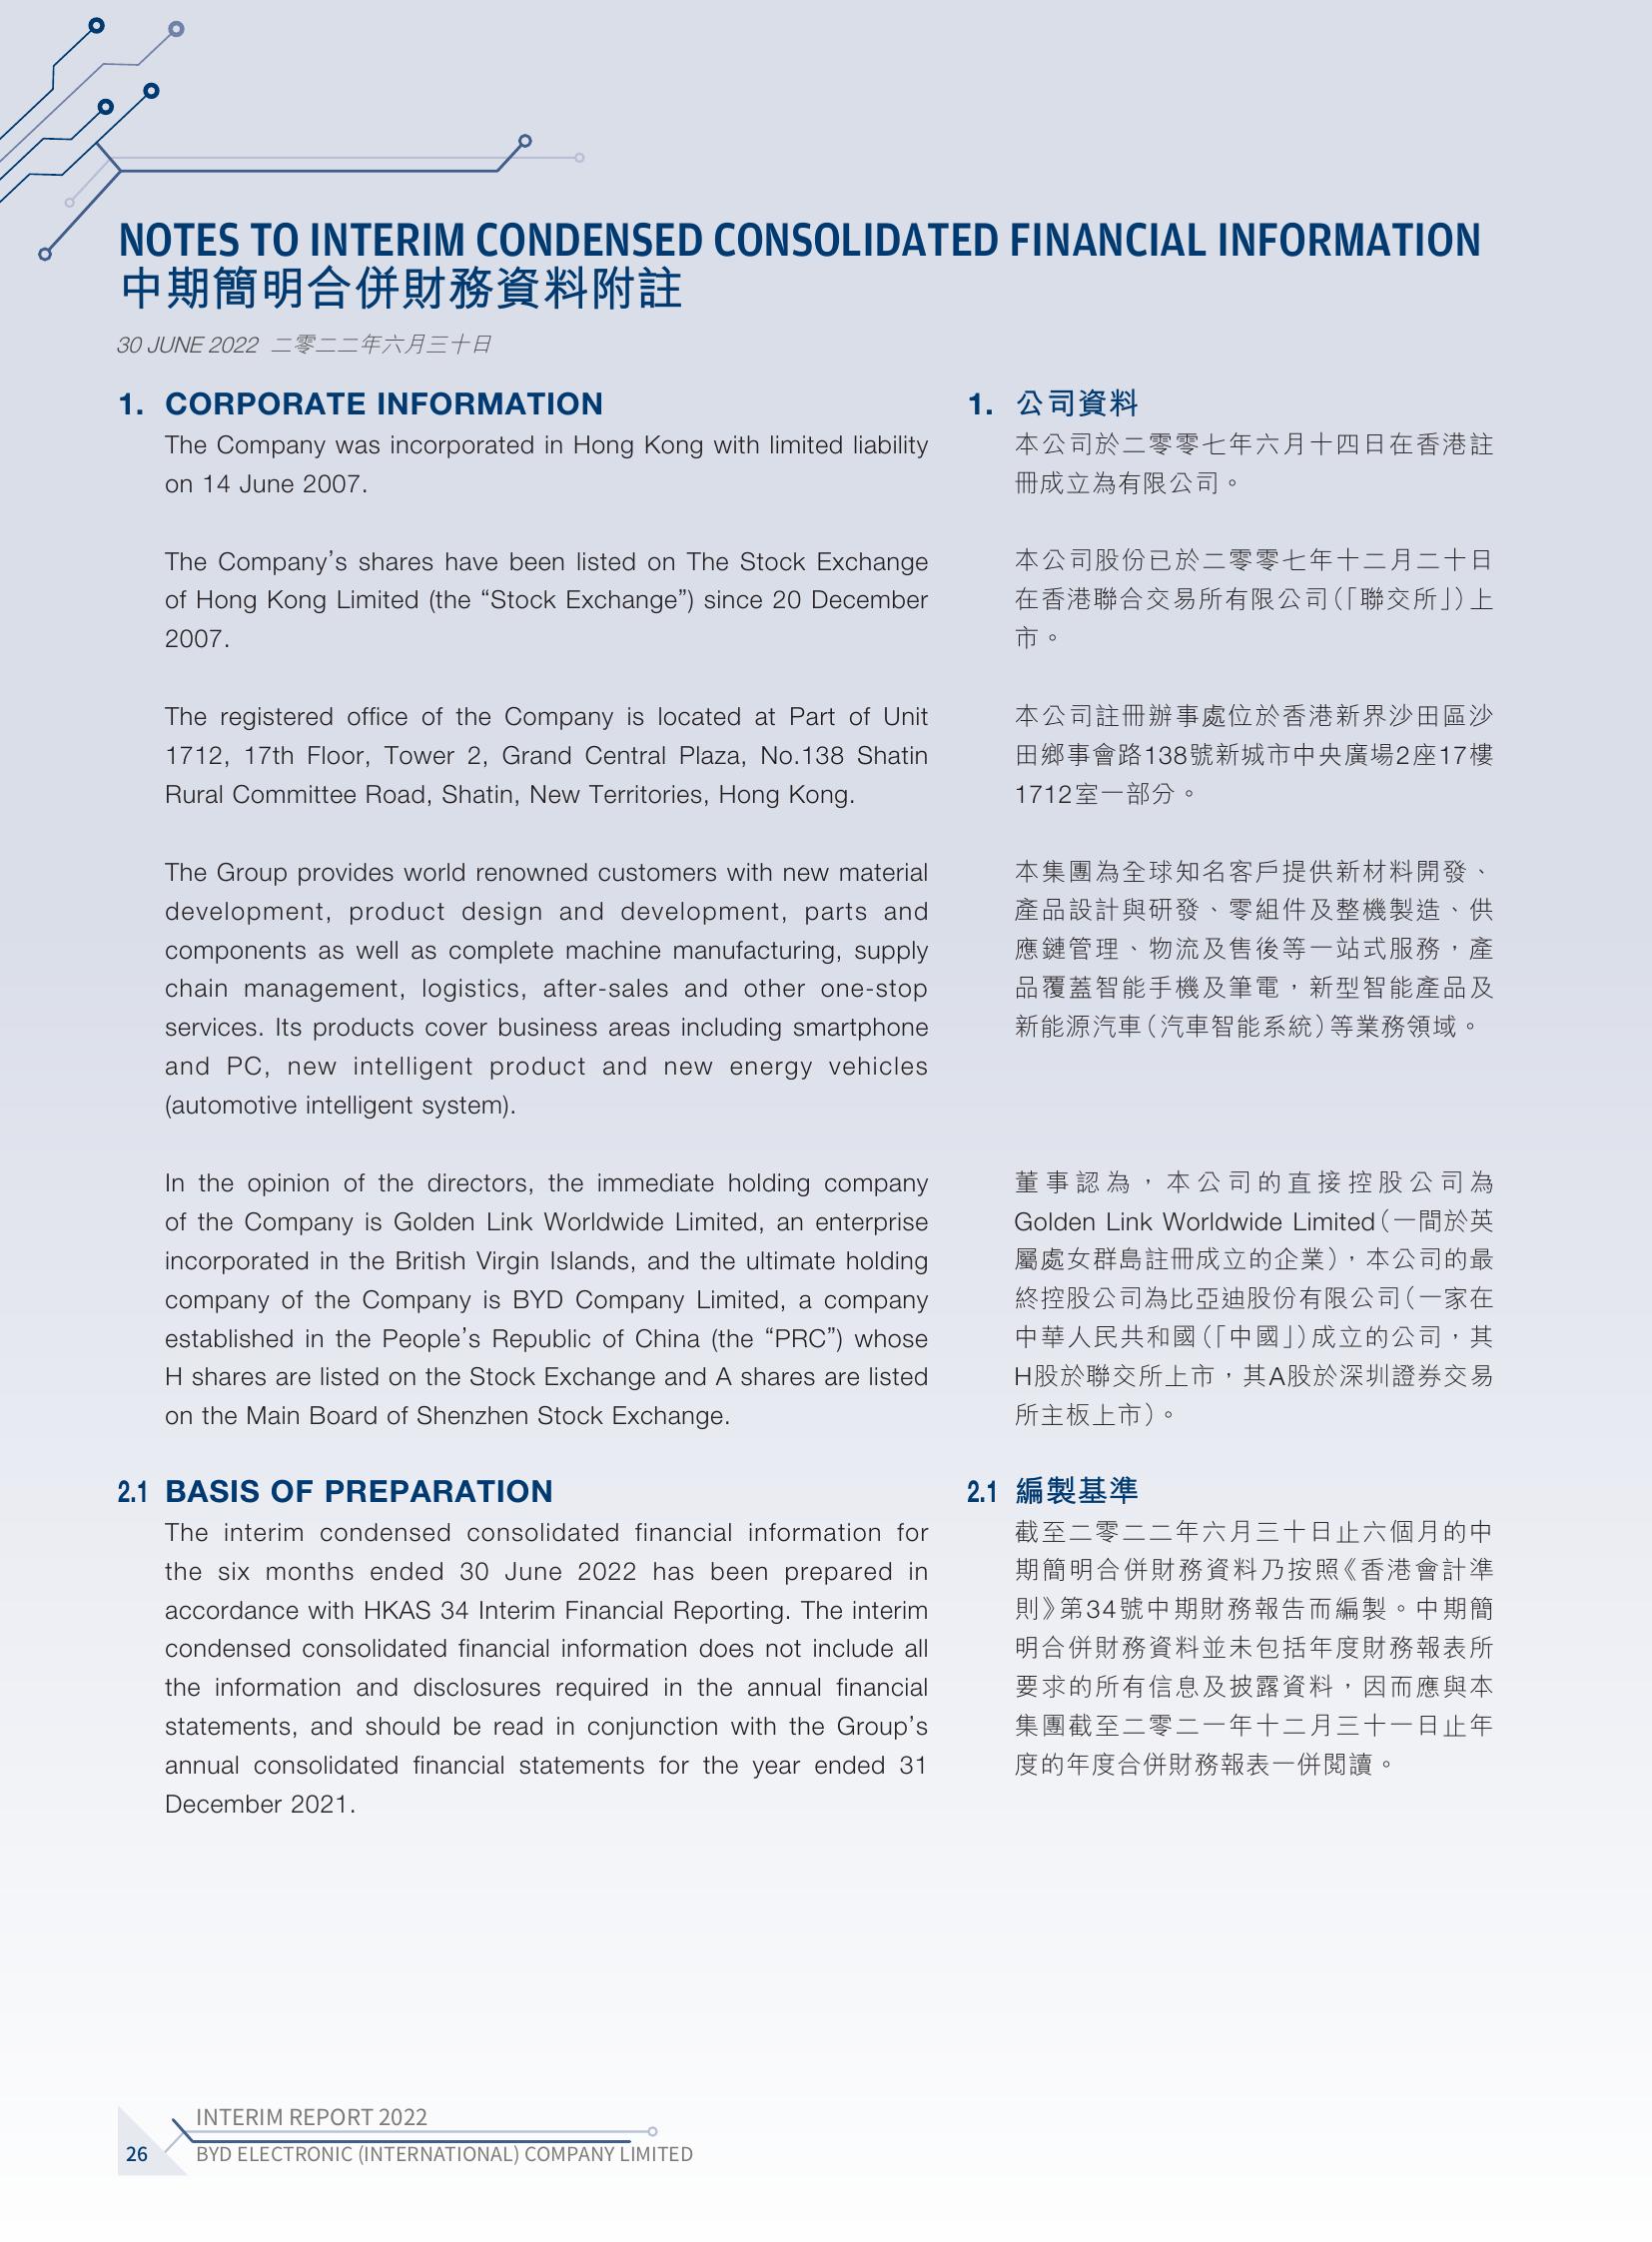 NOTES TO INTERIM CONDENSED CONSOLIDATED FINANCIAL INFORMATION
中期簡明合併財務資料附註
30 JUNE 2022 二零二二年六月三十日
1. CORPORATE INFORMATION
The Company was incorporated in Hong Kong with limited liability
on 14 June 2007.
The Company’s shares have been listed on The Stock Exchange
of Hong Kong Limited (the “Stock Exchange”) since 20 December
2007.
The registered office of the Company is located at Part of Unit
1712, 17th Floor, Tower 2, Grand Central Plaza, No.138 Shatin
Rural Committee Road, Shatin, New Territories, Hong Kong.
The Group provides world renowned customers with new material
development, product design and development, parts and
components as well as complete machine manufacturing, supply
chain management, logistics, after-sales and other one-stop
services. Its products cover business areas including smartphone
and PC, new intelligent product and new energy vehicles
(automotive intelligent system).
In the opinion of the directors, the immediate holding company
of the Company is Golden Link Worldwide Limited, an enterprise
incorporated in the British Virgin Islands, and the ultimate holding
company of the Company is BYD Company Limited, a company
established in the People’s Republic of China (the “PRC”) whose
H shares are listed on the Stock Exchange and A shares are listed
on the Main Board of Shenzhen Stock Exchange.
2.1 BASIS OF PREPARATION
The interim condensed consolidated financial information for
the six months ended 30 June 2022 has been prepared in
accordance with HKAS 34 Interim Financial Reporting. The interim
condensed consolidated financial information does not include all
the information and disclosures required in the annual financial
statements, and should be read in conjunction with the Group’s
annual consolidated financial statements for the year ended 31
December 2021.
1. 公司資料
本公司於二零零七年六月十四日在香港註
冊成立為有限公司。
本公司股份已於二零零七年十二月二十日
在香港聯合交易所有限公司（「聯交所」）上
市。
本公司註冊辦事處位於香港新界沙田區沙
田鄉事會路138號新城市中央廣場2座17樓
1712室一部分。
本集團為全球知名客戶提供新材料開發、
產品設計與研發、零組件及整機製造、供
應鏈管理、物流及售後等一站式服務，產
品覆蓋智能手機及筆電，新型智能產品及
新能源汽車（汽車智能系統）等業務領域。
董事認為，本公司的直接控股公司為
Golden Link Worldwide Limited（一間於英
屬處女群島註冊成立的企業），本公司的最
終控股公司為比亞迪股份有限公司（一家在
中華人民共和國（「中國」）成立的公司，其
H股於聯交所上市，其A股於深圳證券交易
所主板上市）。
2.1 編製基準
截至二零二二年六月三十日止六個月的中
期簡明合併財務資料乃按照《香港會計準
則》第34號中期財務報告而編製。中期簡
明合併財務資料並未包括年度財務報表所
要求的所有信息及披露資料，因而應與本
集團截至二零二一年十二月三十一日止年
度的年度合併財務報表一併閱讀。
INTERIM REPORT 2022
26 BYD ELECTRONIC (INTERNATIONAL) COMPANY LIMITED